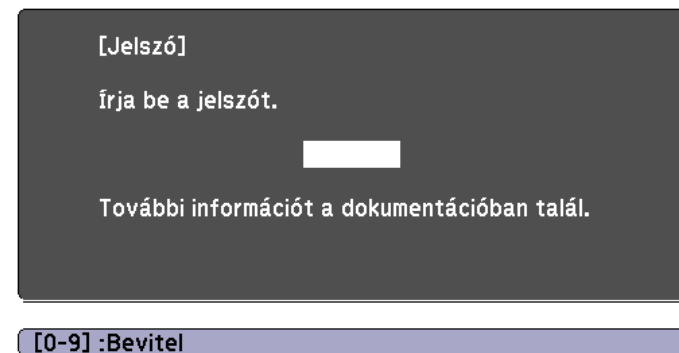 [Jelszó]
Írja be a jelszót.
További információt a dokumentációban talál.
[0-9] :Bevitel